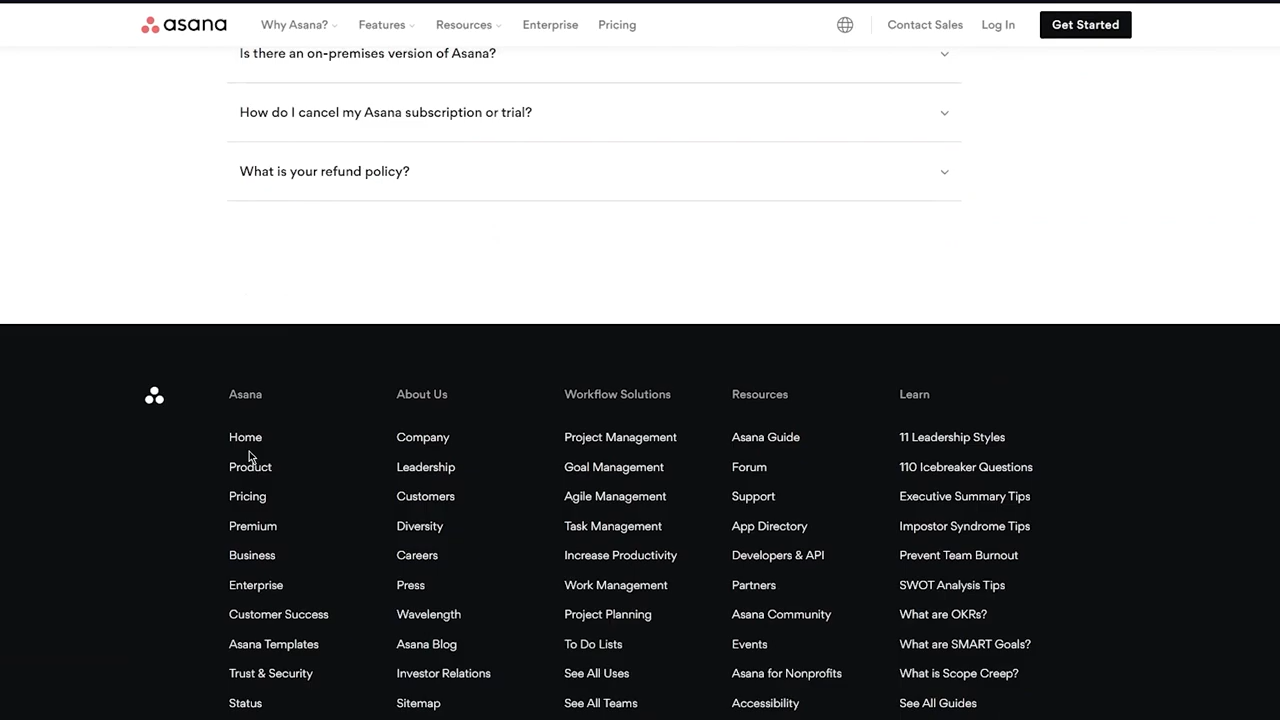 asana Why Asana? Features Resources Enterprise Pricing Contact Sales Log In Get Started
Is there an on-premises version of Asana?
How do I cancel my Asana subscription or trial?
What is your refund policy?
Asana
Home
Product
Pricing
Premium
Business
Enterprise
Customer Success
Asana Templates
Trust & Security
Status
About Us
Company
Leadership
Customers
Diversity
Careers
Press
Wavelength
Asana Blog
Investor Relations
Sitemap
Workflow Solutions
Project Management
Goal Management
Agile Management
Task Management
Increase Productivity
Work Management
Project Planning
To Do Lists
See All Uses
See All Teams
Resources
Asana Guide
Forum
Support
App Directory
Developers & API
Partners
Asana Community
Events
Asana for Nonprofits
Accessibility
Learn
11 Leadership Styles
110 Icebreaker Questions
Executive Summary Tips
Impostor Syndrome Tips
Prevent Team Burnout
SWOT Analysis Tips
What are OKRs?
What are SMART Goals?
What is Scope Creep?
See All Guides